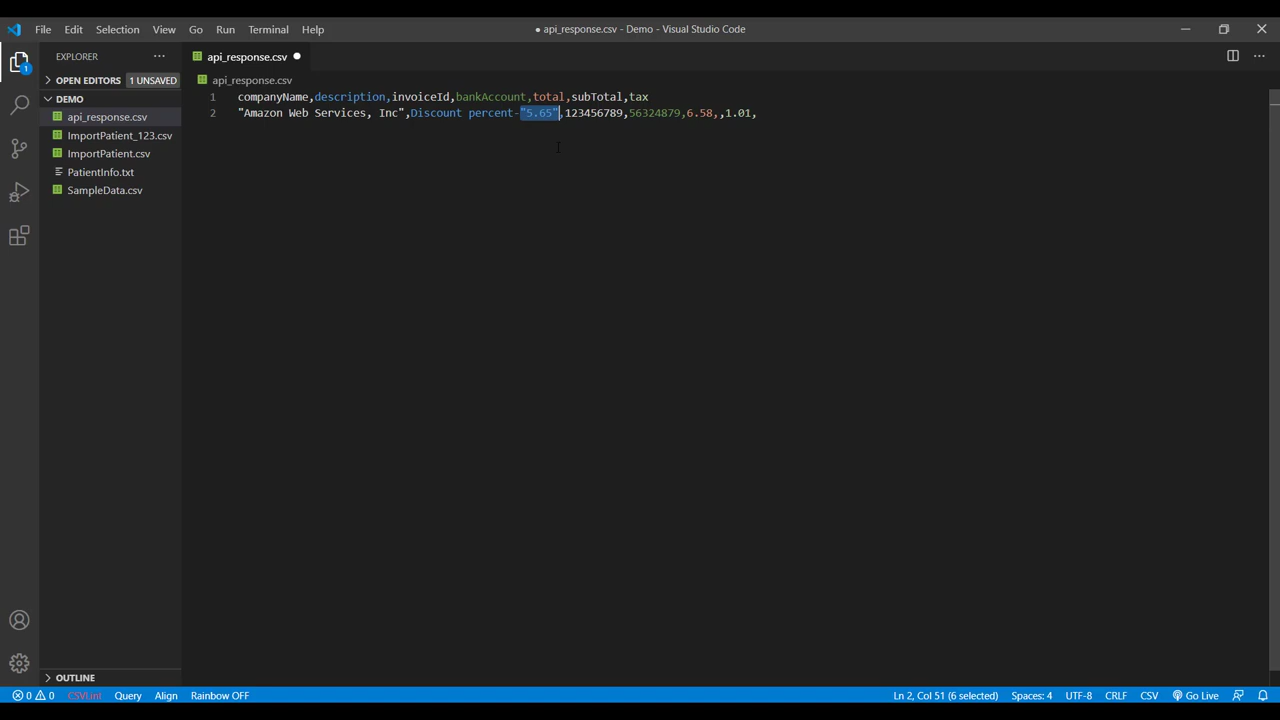 File Edit Selection View Go Run Terminal Help
● api_response.csv - Demo - Visual Studio Code
EXPLORER ···
api_response.csv ●
OPEN EDITORS 1 UNSAVED
DEMO
api_response.csv
ImportPatient_123.csv
ImportPatient.csv
PatientInfo.txt
SampleData.csv
OUTLINE
1
api_response.csv
1 companyName,description,invoiceId,bankAccount,total,subTotal,tax
2 "Amazon Web Services, Inc",Discount percent-"5.65",123456789,56324879,6.58,,1.01,
0 0 CSVLint Query Align Rainbow OFF
Ln 2, Col 51 (6 selected) Spaces: 4 UTF-8 CRLF CSV Go Live